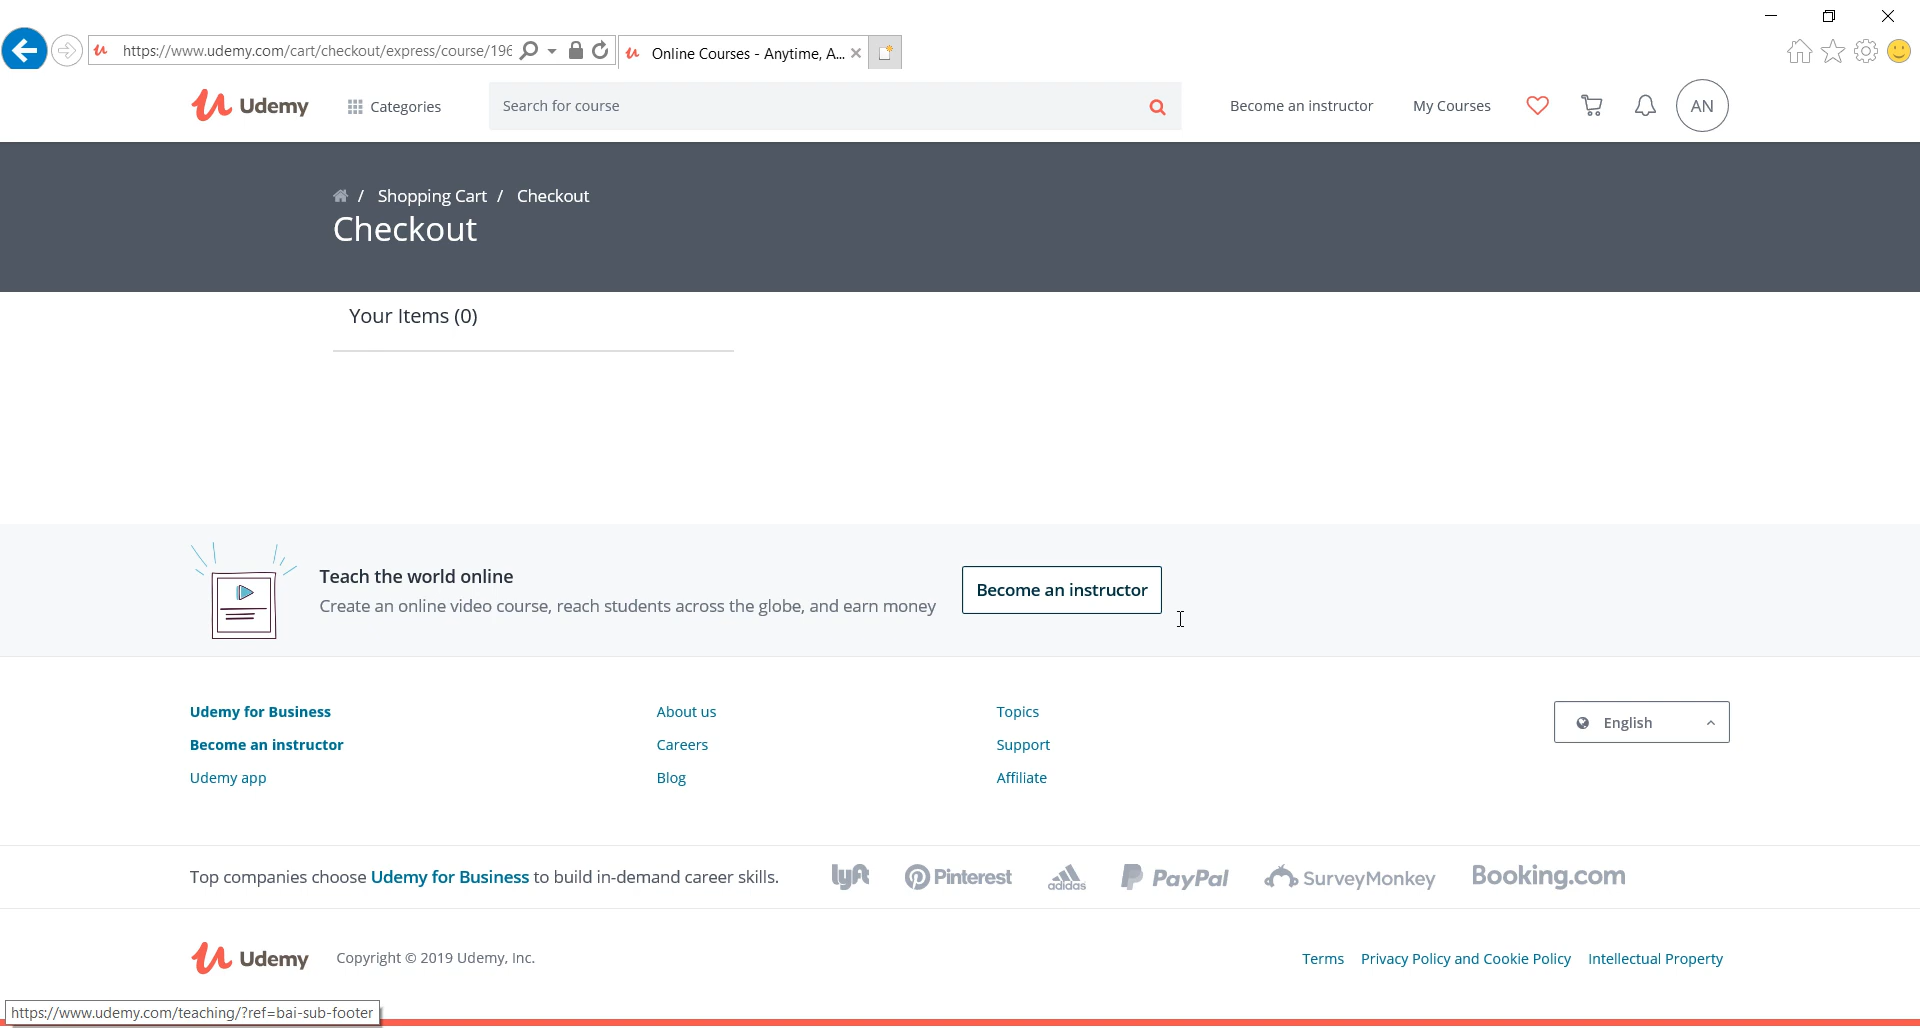 https://www.udemy.com/cart/checkout/express/course/196
Online Courses - Anytime, A...
Udemy
Categories
Search for course
Become an instructor
My Courses
AN
/ Shopping Cart / Checkout
Checkout
Your Items (0)
Teach the world online
Create an online video course, reach students across the globe, and earn money
Become an instructor
Udemy for Business
About us
Topics
English
Become an instructor
Careers
Support
Udemy app
Blog
Affiliate
Top companies choose Udemy for Business to build in-demand career skills.
lyft
Pinterest
adidas
PayPal
SurveyMonkey
Booking.com
Udemy
Copyright © 2019 Udemy, Inc.
Terms
Privacy Policy and Cookie Policy
Intellectual Property
https://www.udemy.com/teaching/?ref=bai-sub-footer